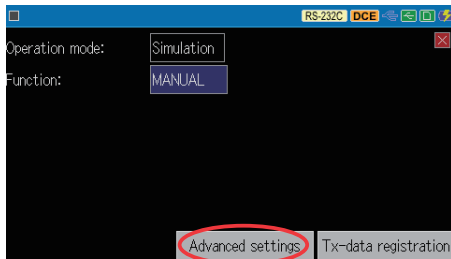 RS-232C DCE
Operation mode: Simulation
Function: MANUAL
Advanced settings Tx-data registration